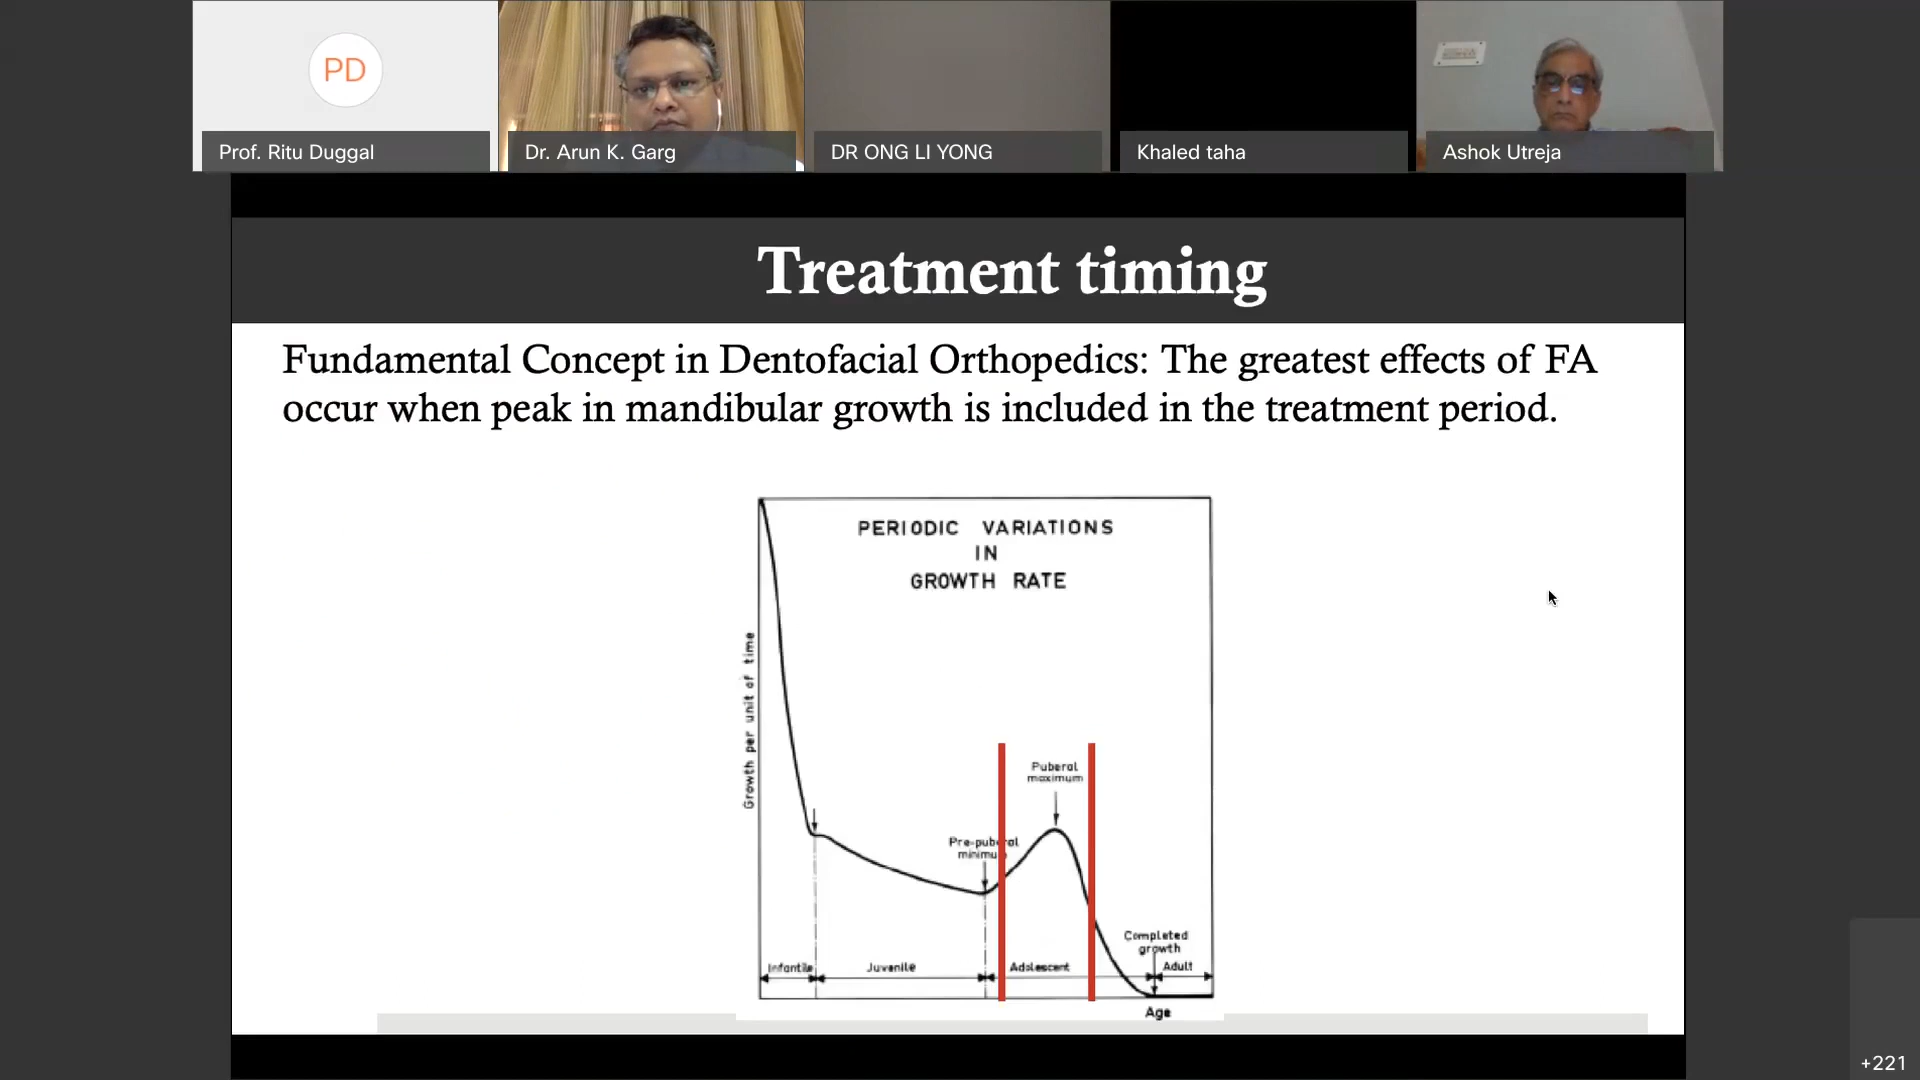 PD
Prof. Ritu Duggal
Dr. Arun K. Garg
DR ONG LI YONG
Khaled taha
Ashok Utreja
Treatment timing
Fundamental Concept in Dentofacial Orthopedics: The greatest effects of FA
occur when peak in mandibular growth is included in the treatment period.
PERIODIC VARIATIONS
IN
GROWTH RATE
Growth per unit of time
Puberal
maximum
Pre-puberal
minimum
Completed
growth
Infantile
Juvenile
Adolescent
Adult
Age
+221